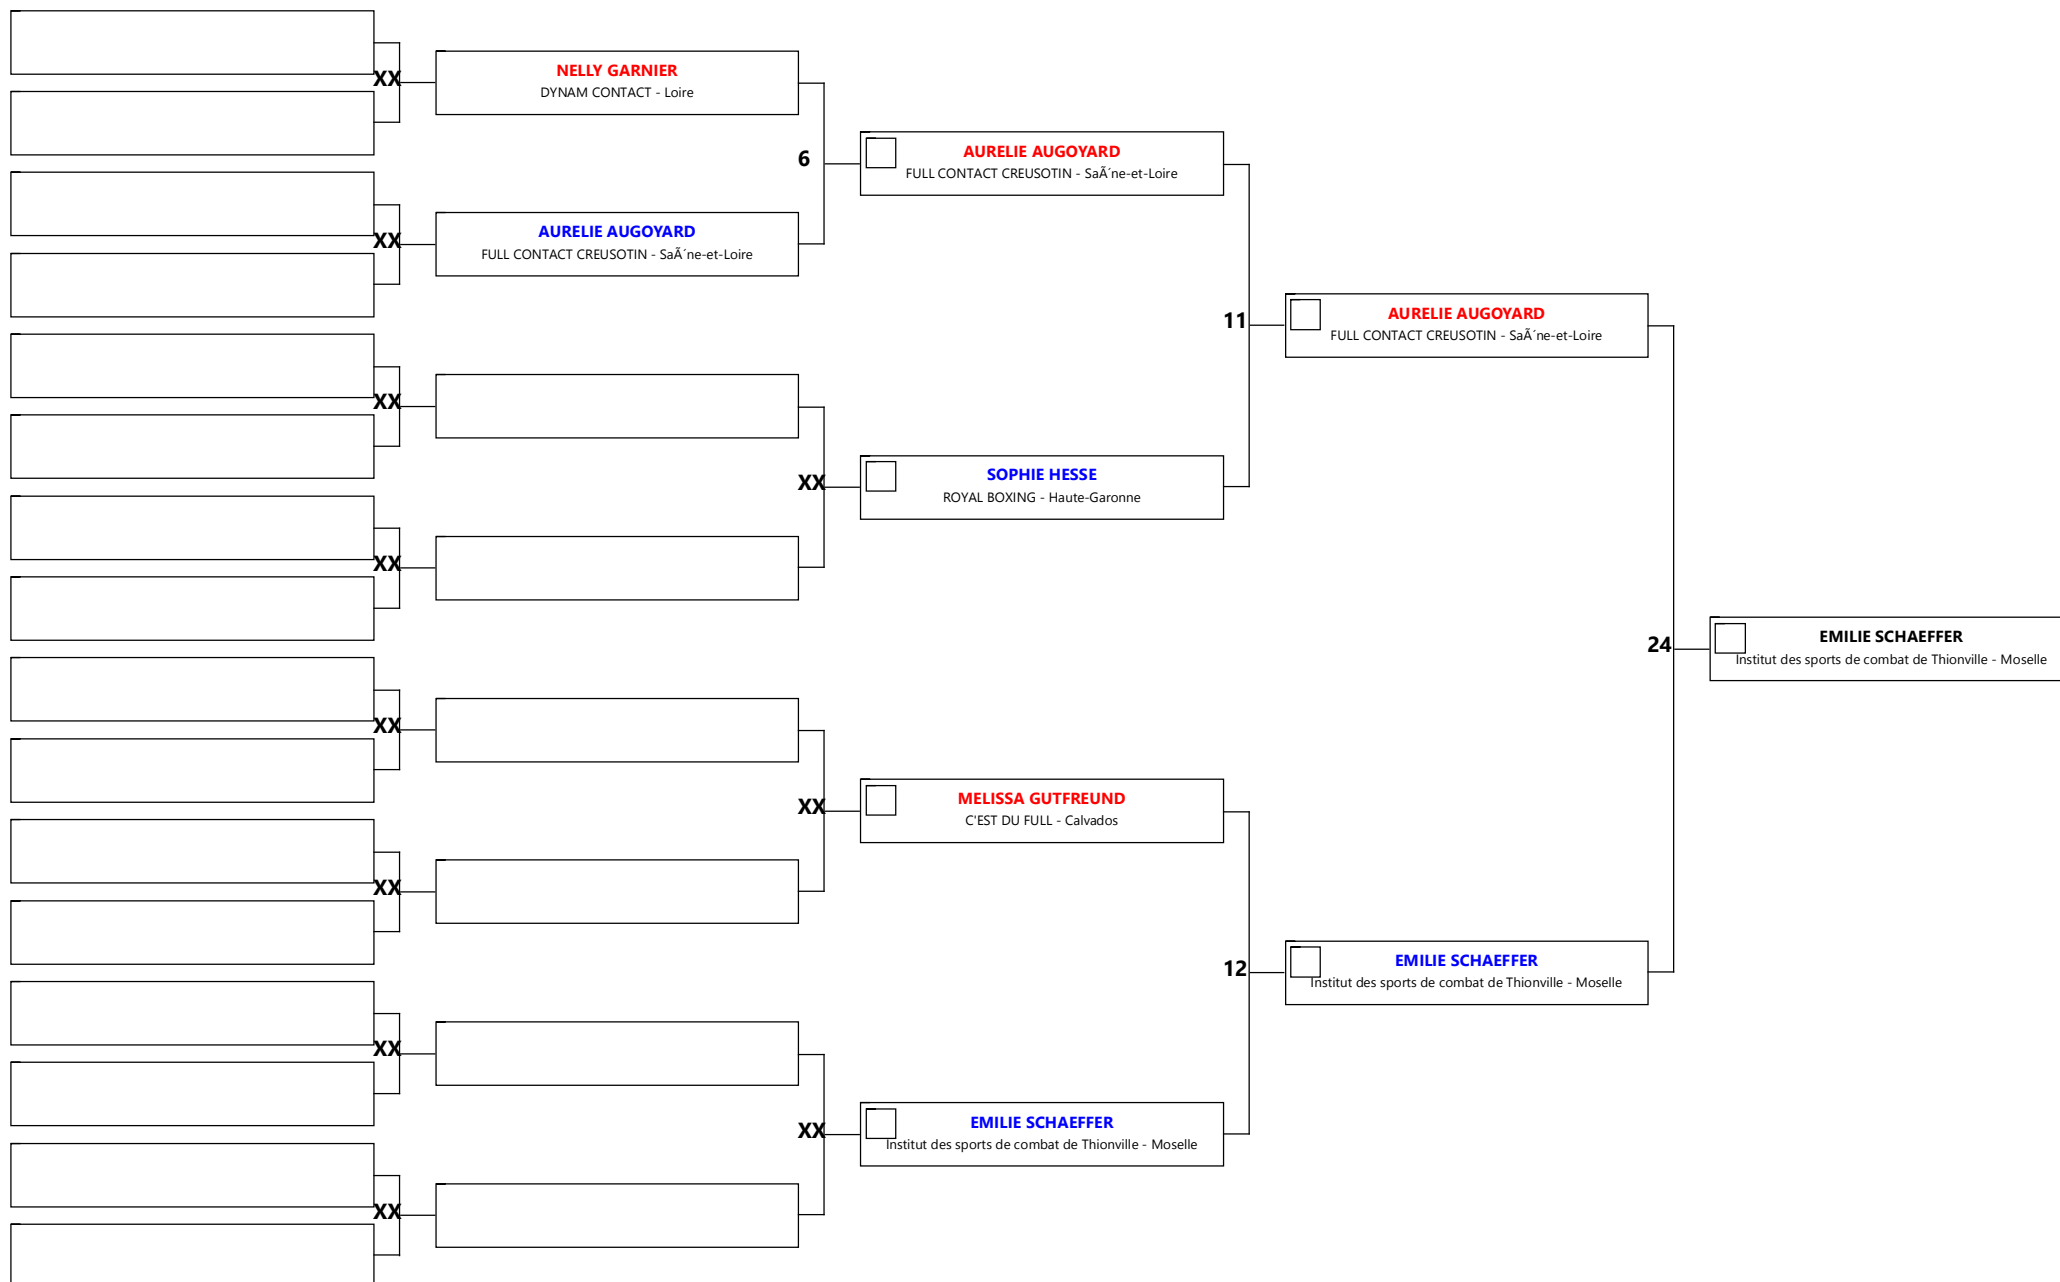 XX
NELLY GARNIER
DYNAM CONTACT - Loire
6
AURELIE AUGOYARD
FULL CONTACT CREUSOTIN - SaÃ´ne-et-Loire
XX
AURELIE AUGOYARD
FULL CONTACT CREUSOTIN - SaÃ´ne-et-Loire
11
AURELIE AUGOYARD
FULL CONTACT CREUSOTIN - SaÃ´ne-et-Loire
XX
XX
SOPHIE HESSE
ROYAL BOXING - Haute-Garonne
XX
24
EMILIE SCHAEFFER
Institut des sports de combat de Thionville - Moselle
XX
XX
MELISSA GUTFREUND
C'EST DU FULL - Calvados
XX
12
EMILIE SCHAEFFER
Institut des sports de combat de Thionville - Moselle
XX
XX
EMILIE SCHAEFFER
Institut des sports de combat de Thionville - Moselle
XX